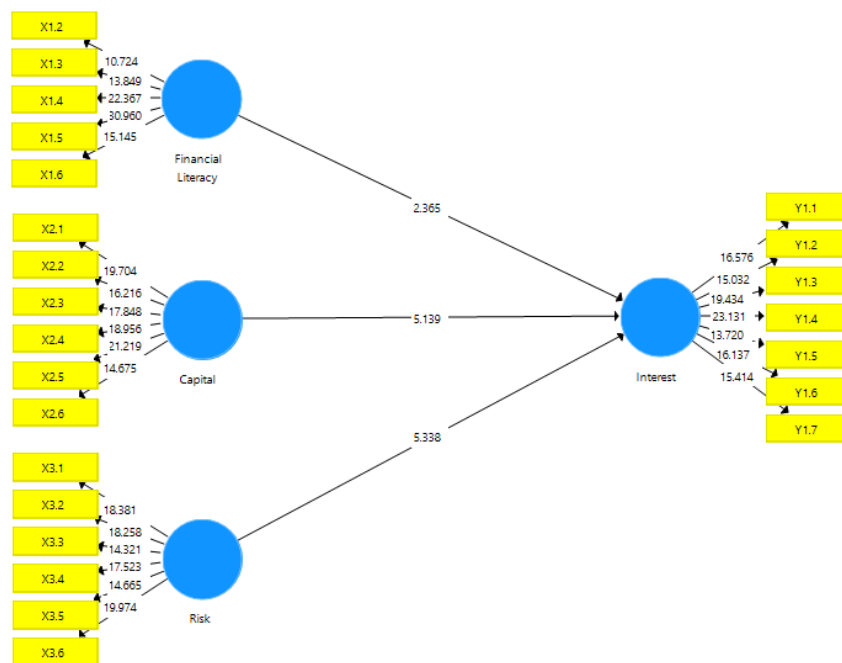 X1.2
X1.3
X1.4
X1.5
X1.6
10.724
13.849
22.367
30.960
15.145
Financial
Literacy
2.365
X2.1
X2.2
X2.3
X2.4
X2.5
X2.6
19.704
16.216
17.848
18.956
21.219
14.675
Capital
5.139
X3.1
X3.2
X3.3
X3.4
X3.5
X3.6
18.381
18.258
14.321
17.523
14.665
19.974
Risk
5.338
Interest
16.576
15.032
19.434
23.131
13.720
16.137
15.414
Y1.1
Y1.2
Y1.3
Y1.4
Y1.5
Y1.6
Y1.7